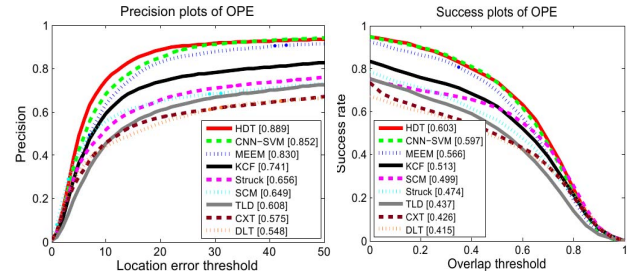 Precision plots of OPE
1
0.8
0.6
0.4
0.2
0
Precision
0 10 20 30 40 50
Location error threshold
HDT [0.889]
CNN-SVM [0.852]
MEEM [0.830]
KCF [0.741]
Struck [0.656]
SCM [0.649]
TLD [0.608]
CXT [0.575]
DLT [0.548]
Success plots of OPE
1
0.8
0.6
0.4
0.2
0
Success rate
0 0.2 0.4 0.6 0.8 1
Overlap threshold
HDT [0.603]
CNN-SVM [0.597]
MEEM [0.566]
KCF [0.513]
SCM [0.499]
Struck [0.474]
TLD [0.437]
CXT [0.426]
DLT [0.415]